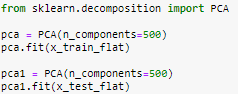 from sklearn.decomposition import PCA
pca = PCA(n_components=500)
pca.fit(x_train_flat)
pca1 = PCA(n_components=500)
pca1.fit(x_test_flat)